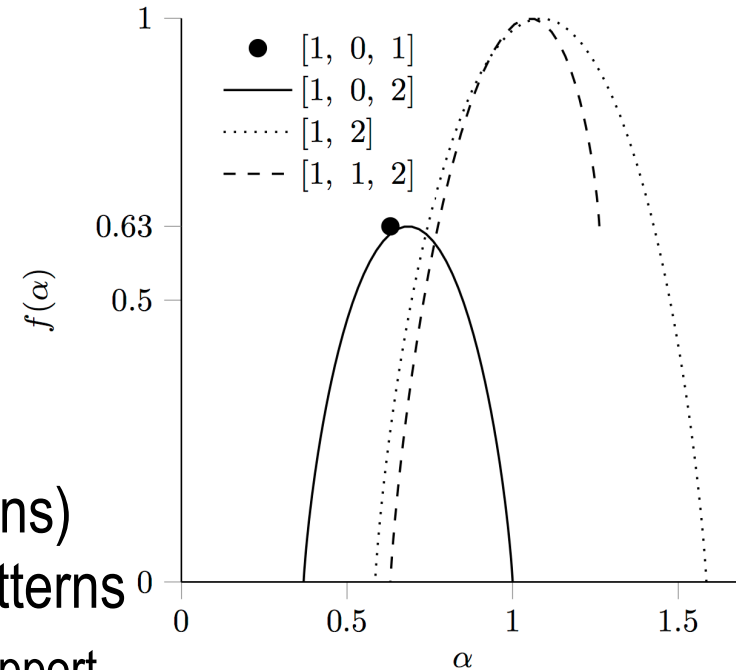 1
[1, 0, 1]
[1, 0, 2]
[1, 2]
[1, 1, 2]
0.63
0.5
f(α)
ns)
tterns
0
0
0.5
1
1.5
α